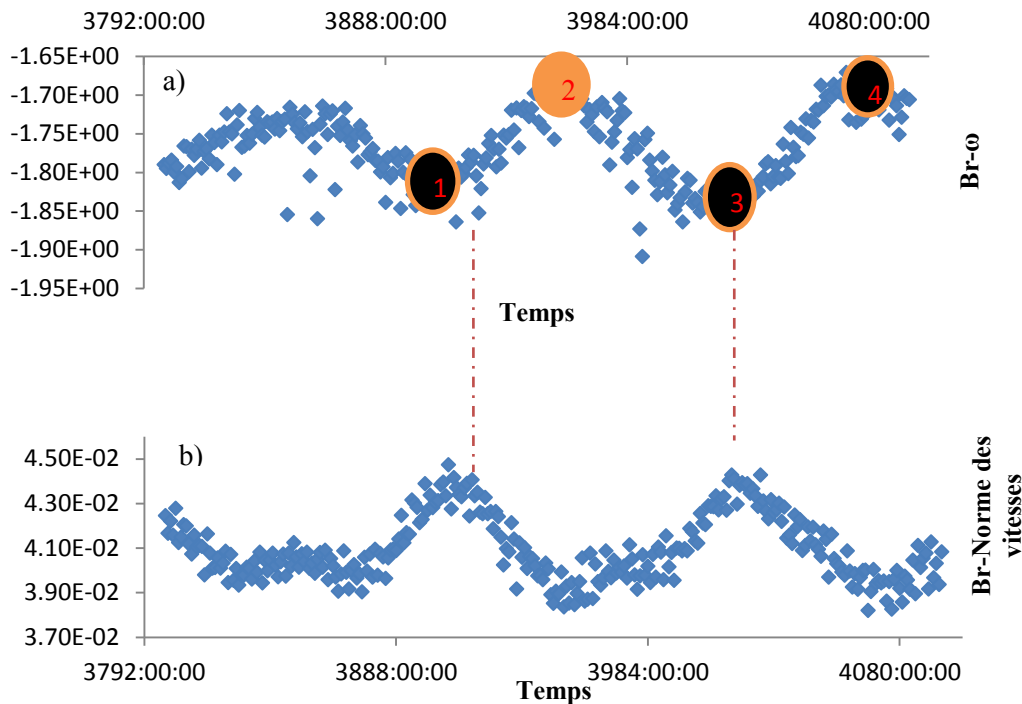 3792:00:00 3888:00:00 3984:00:00 4080:00:00
-1.65E+00
a)
-1.70E+00
2
4
-1.75E+00
-1.80E+00
1
-1.85E+00
3
-1.90E+00
-1.95E+00
Br-ω
Temps
b)
4.50E-02
4.30E-02
4.10E-02
3.90E-02
3.70E-02
Br-Norme des
vitesses
3792:00:00 3888:00:00 3984:00:00 4080:00:00
Temps